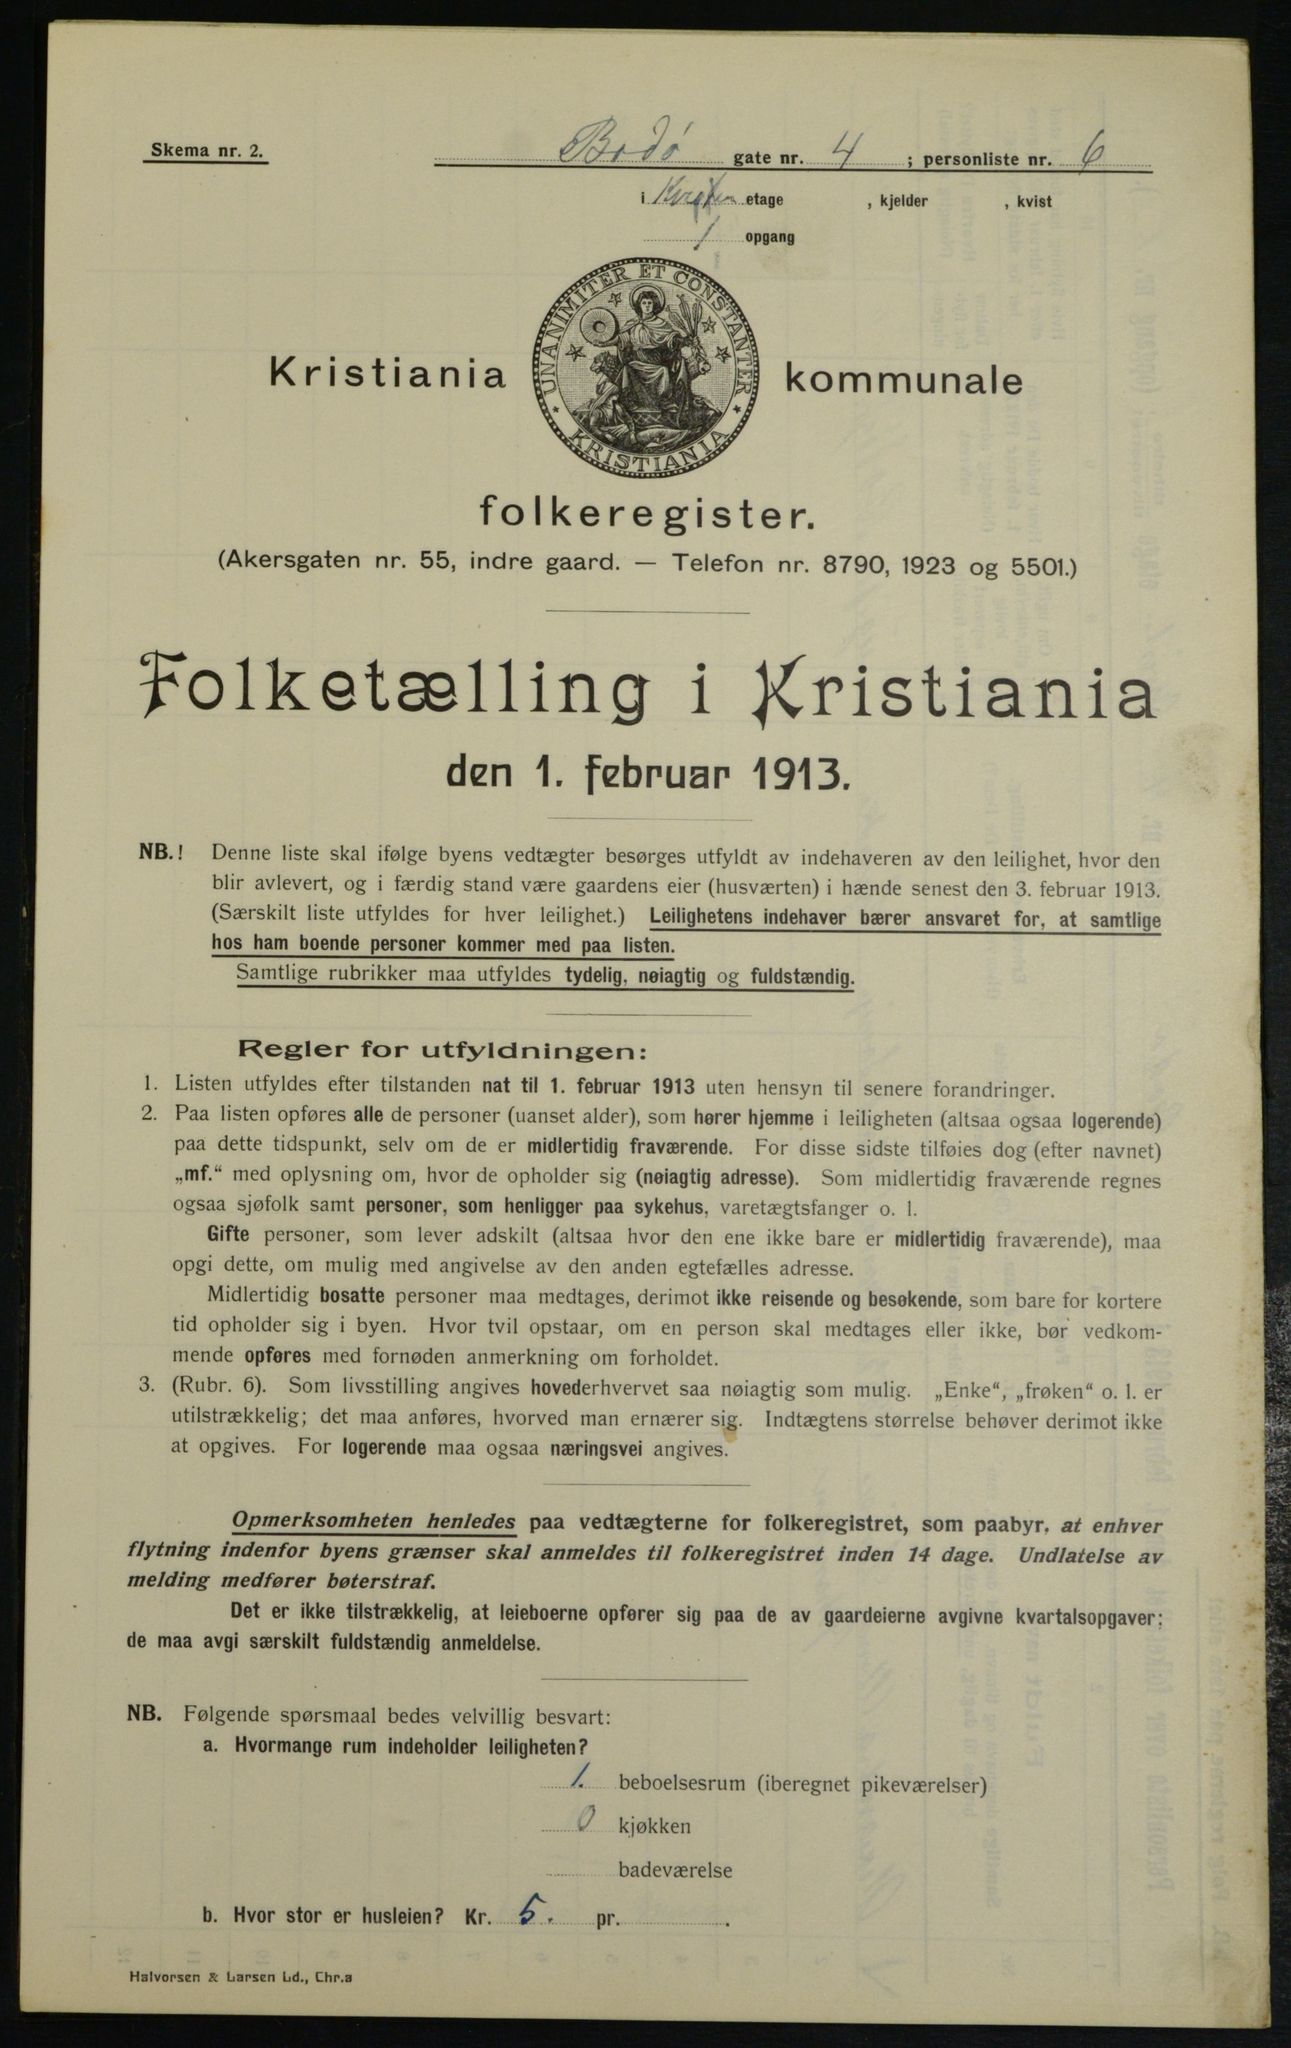 Skema nr. 2.
Bodø gate nr. 4 ; personliste nr. 6
i Kvisten etage , kjelder , kvist
1 opgang
UNANIMITER ET CONSTANTER
KRISTIANIA
Kristiania kommunale
folkeregister.
(Akersgaten nr. 55, indre gaard. — Telefon nr. 8790, 1923 og 5501.)
Folketælling i Kristiania
den 1. februar 1913.
NB.! Denne liste skal ifølge byens vedtægter besørges utfyldt av indehaveren av den leilighet, hvor den
blir avlevert, og i færdig stand være gaardens eier (husværten) i hænde senest den 3. februar 1913.
(Særskilt liste utfyldes for hver leilighet.) Leilighetens indehaver bærer ansvaret for, at samtlige
hos ham boende personer kommer med paa listen.
Samtlige rubrikker maa utfyldes tydelig, nøiagtig og fuldstændig.
Regler for utfyldningen:
1. Listen utfyldes efter tilstanden nat til 1. februar 1913 uten hensyn til senere forandringer.
2. Paa listen opføres alle de personer (uanset alder), som hører hjemme i leiligheten (altsaa ogsaa logerende)
paa dette tidspunkt, selv om de er midlertidig fraværende. For disse sidste tilføies dog (efter navnet)
„mf.“ med oplysning om, hvor de opholder sig (nøiagtig adresse). Som midlertidig fraværende regnes
ogsaa sjøfolk samt personer, som henligger paa sykehus, varetægtsfanger o. l.
Gifte personer, som lever adskilt (altsaa hvor den ene ikke bare er midlertidig fraværende), maa
opgi dette, om mulig med angivelse av den anden egtefælles adresse.
Midlertidig bosatte personer maa medtages, derimot ikke reisende og besøkende, som bare for kortere
tid opholder sig i byen. Hvor tvil opstaar, om en person skal medtages eller ikke, bør vedkom-
mende opføres med fornøden anmerkning om forholdet.
3. (Rubr. 6). Som livsstilling angives hovederhvervet saa nøiagtig som mulig. „Enke“, „frøken“ o. l. er
utilstrækkelig; det maa anføres, hvorved man ernærer sig. Indtægtens størrelse behøver derimot ikke
at opgives. For logerende maa ogsaa næringsvei angives.
Opmerksomheten henledes paa vedtægterne for folkeregistret, som paabyr, at enhver
flytning indenfor byens grænser skal anmeldes til folkeregistret inden 14 dage. Undlatelse av
melding medfører bøterstraf.
Det er ikke tilstrækkelig, at leieboerne opfører sig paa de av gaardeierne avgivne kvartalsopgaver;
de maa avgi særskilt fuldstændig anmeldelse.
NB. Følgende spørsmaal bedes velvillig besvart:
a. Hvormange rum indeholder leiligheten?
1. beboelsesrum (iberegnet pikeværelser)
0 kjøkken
badeværelse
b. Hvor stor er husleien? Kr. 5. pr. .
Halvorsen & Larsen Ld., Chr.a